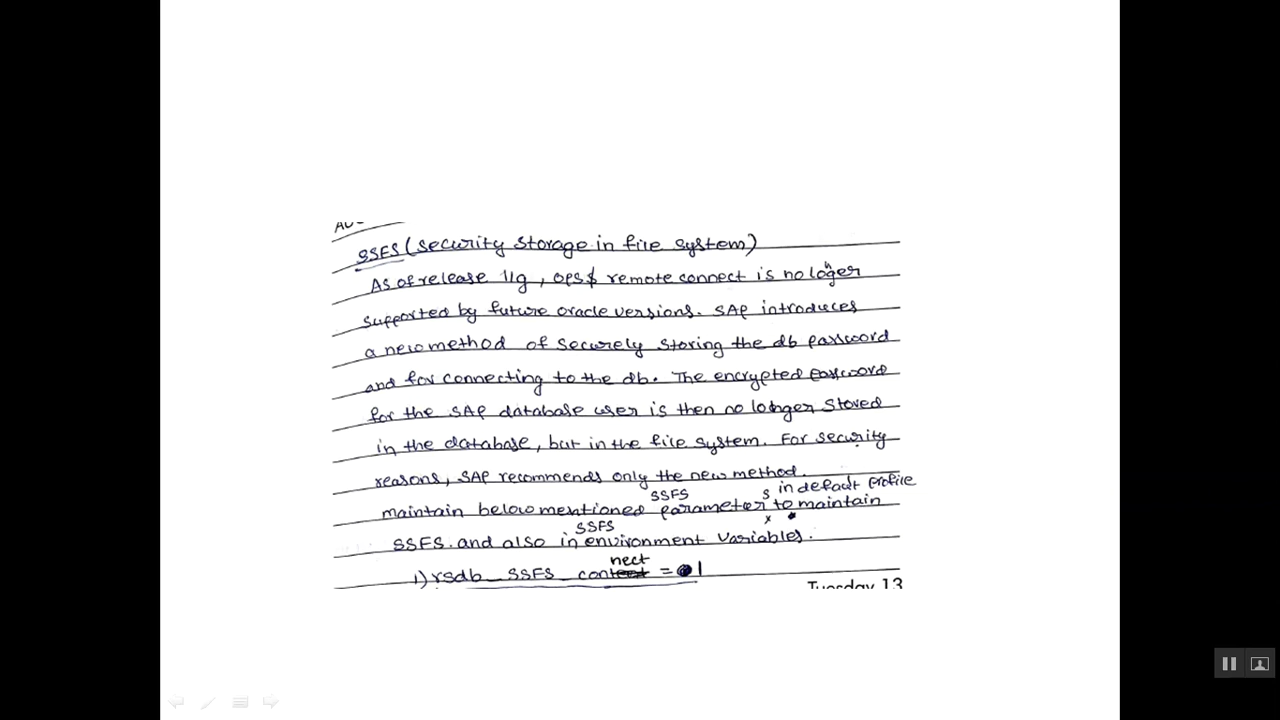 SSFS (Security Storage in file system)
As of release 11g, ops$ remote connect is no longer
supported by future oracle versions. SAP introduces
a new method of securely storing the db password
and for connecting to the db. The encrypted password
for the SAP database user is then no longer stored
in the database, but in the file system. For security
reasons, SAP recommends only the new method.
maintain below mentioned SSFS parameters in default profile to maintain
SSFS and also in SSFS environment variables.
1) rsdb_SSFS_connect = 1
Tuesday 13